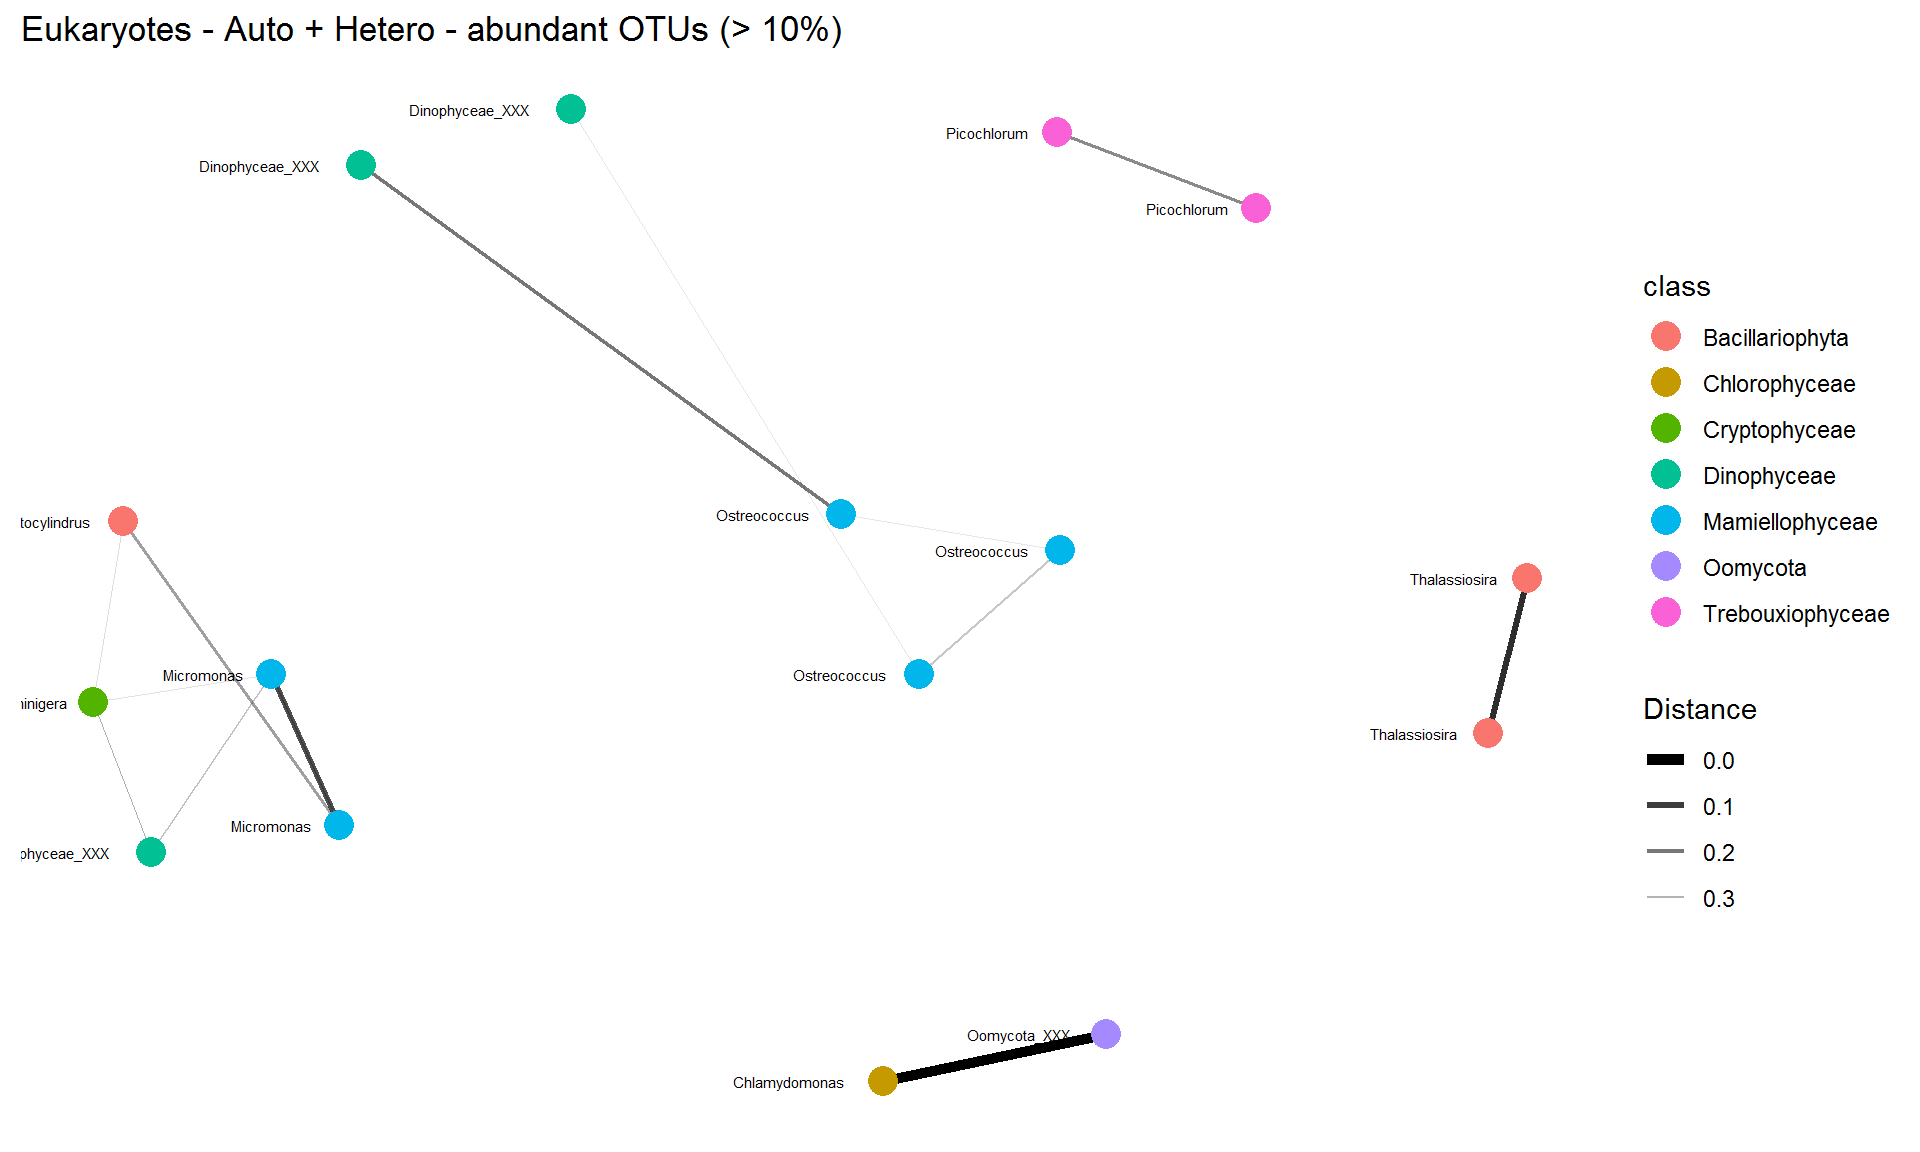 Eukaryotes - Auto + Hetero - abundant OTUs (> 10%)
Dinophyceae_XXX
Dinophyceae_XXX
Picochlorum
Picochlorum
Ostreococcus
Ostreococcus
Ostreococcus
tocylindrus
Micromonas
inigera
Micromonas
phyceae_XXX
Thalassiosira
Thalassiosira
Oomycota_XXX
Chlamydomonas
class
Bacillariophyta
Chlorophyceae
Cryptophyceae
Dinophyceae
Mamiellophyceae
Oomycota
Trebouxiophyceae
Distance
0.0
0.1
0.2
0.3